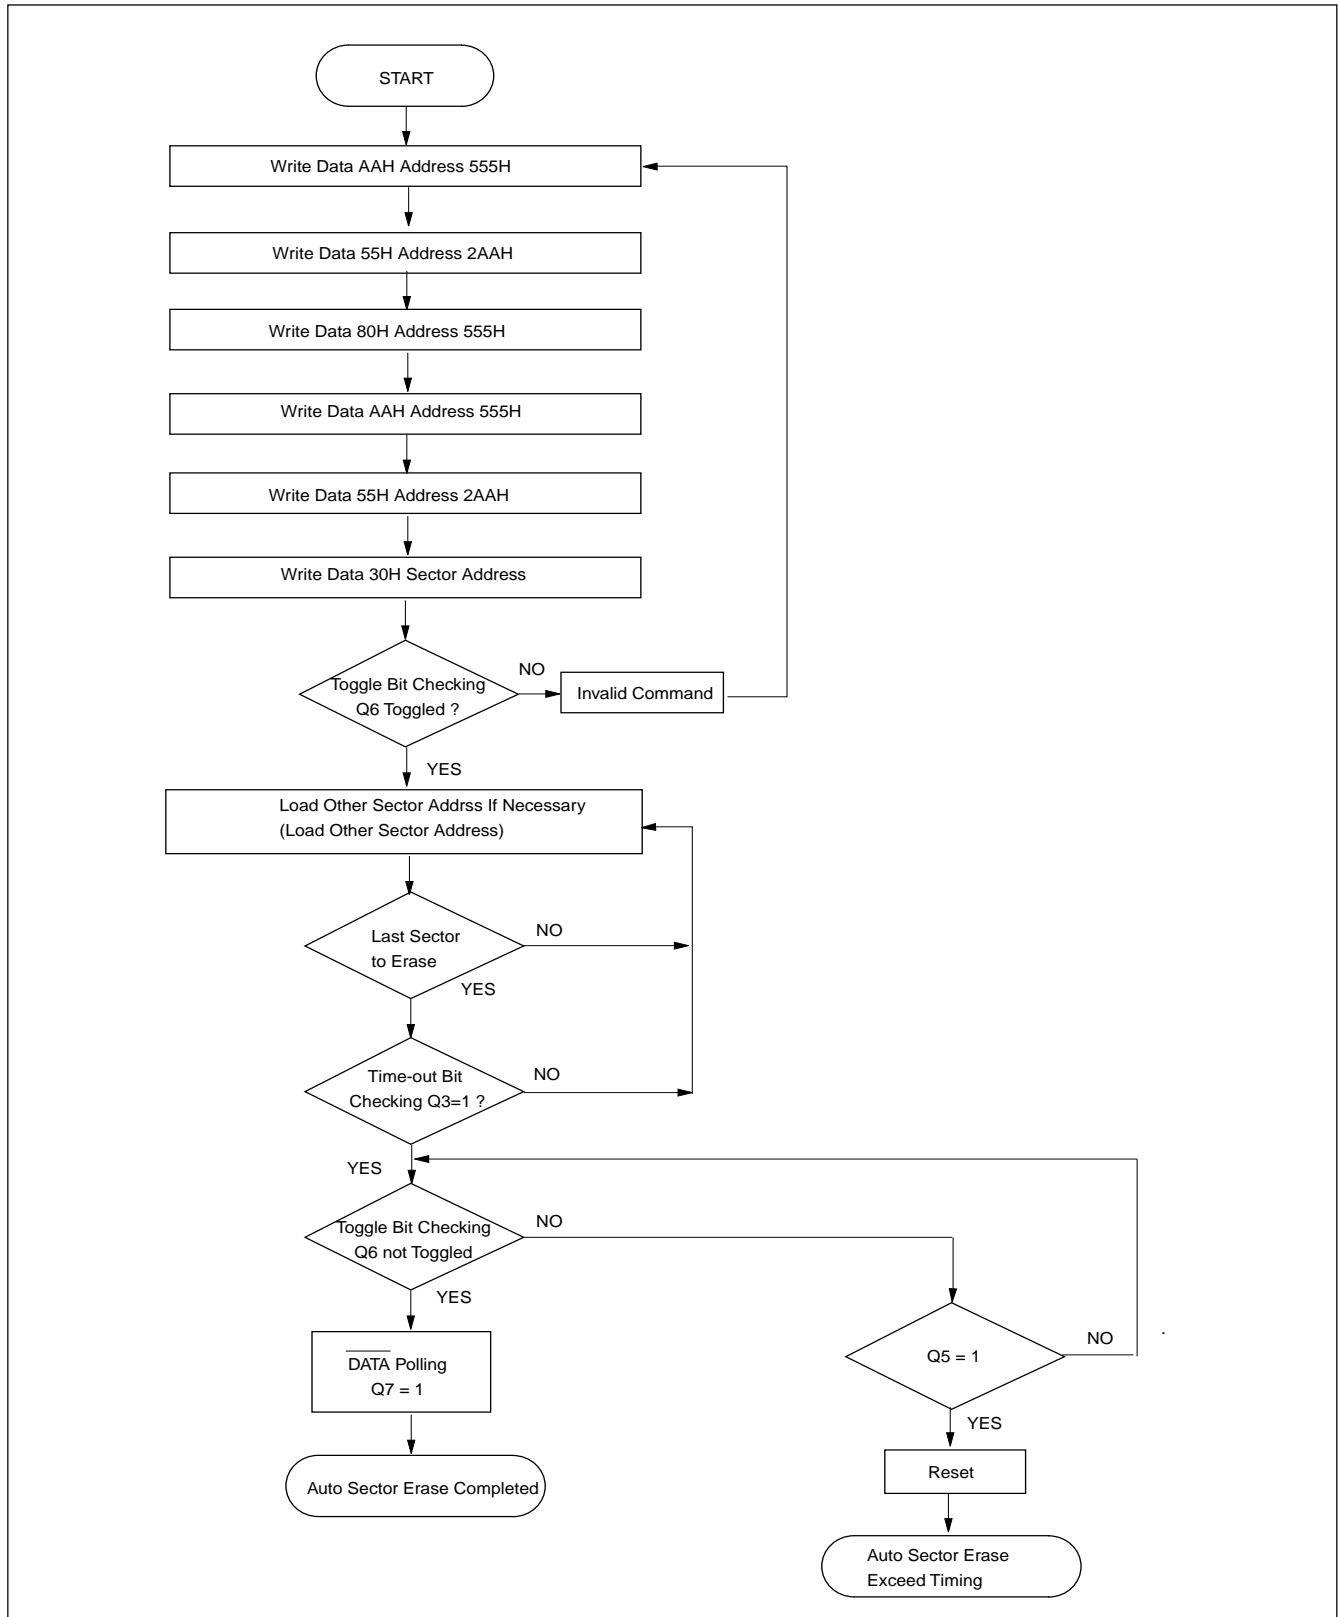 START
Write Data AAH Address 555H
Write Data 55H Address 2AAH
Write Data 80H Address 555H
Write Data AAH Address 555H
Write Data 55H Address 2AAH
Write Data 30H Sector Address
Toggle Bit Checking
Q6 Toggled ?
NO
Invalid Command
YES
Load Other Sector Addrss If Necessary
(Load Other Sector Address)
Last Sector
to Erase
NO
YES
Time-out Bit
Checking Q3=1 ?
NO
YES
Toggle Bit Checking
Q6 not Toggled
NO
YES
DATA Polling
Q7 = 1
Q5 = 1
NO
YES
Reset
Auto Sector Erase Completed
Auto Sector Erase
Exceed Timing